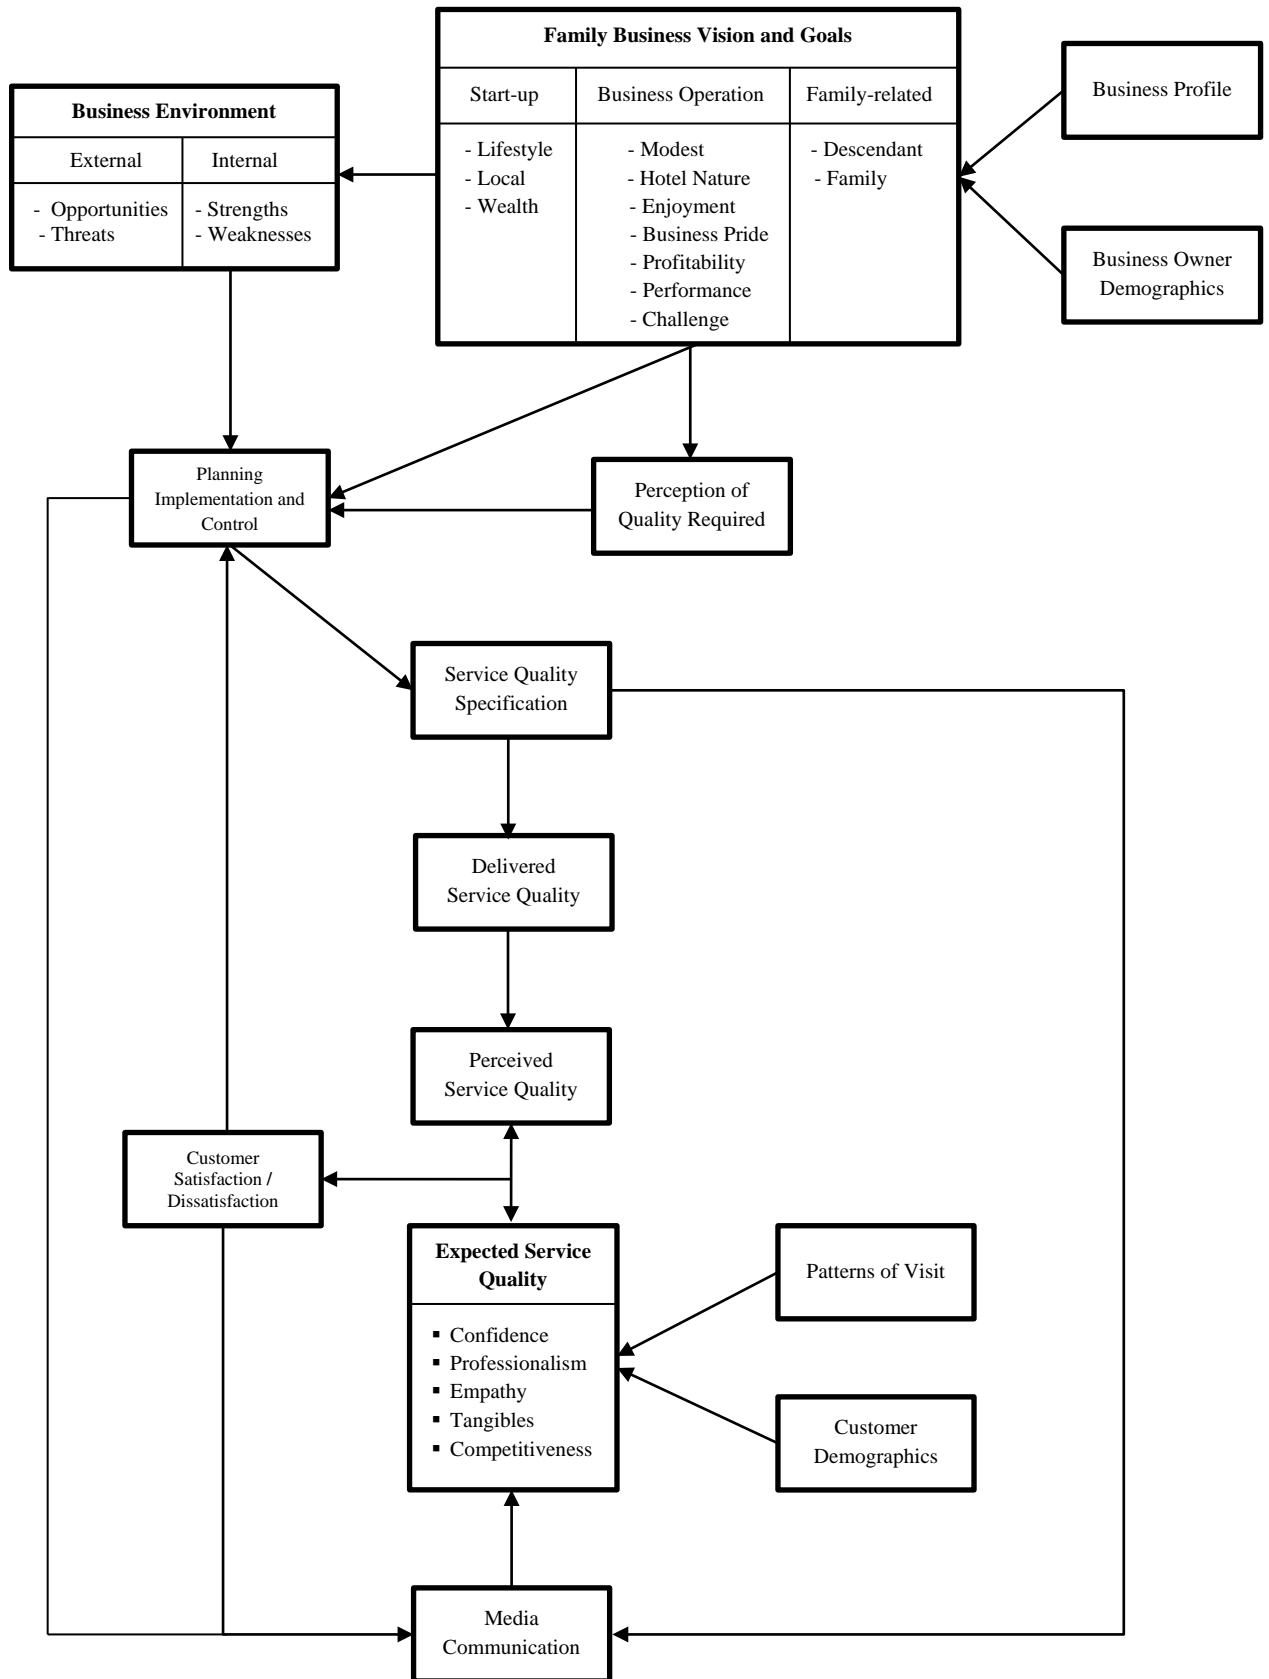 Family Business Vision and Goals
Start-up
Business Operation
Family-related
- Lifestyle
- Local
- Wealth
- Modest
- Hotel Nature
- Enjoyment
- Business Pride
- Profitability
- Performance
- Challenge
- Descendant
- Family
Business Profile
Business Environment
External
Internal
- Opportunities
- Threats
- Strengths
- Weaknesses
Business Owner
Demographics
Planning
Implementation and
Control
Perception of
Quality Required
Service Quality
Specification
Delivered
Service Quality
Perceived
Service Quality
Customer
Satisfaction /
Dissatisfaction
Expected Service
Quality
▪ Confidence
▪ Professionalism
▪ Empathy
▪ Tangibles
▪ Competitiveness
Patterns of Visit
Customer
Demographics
Media
Communication